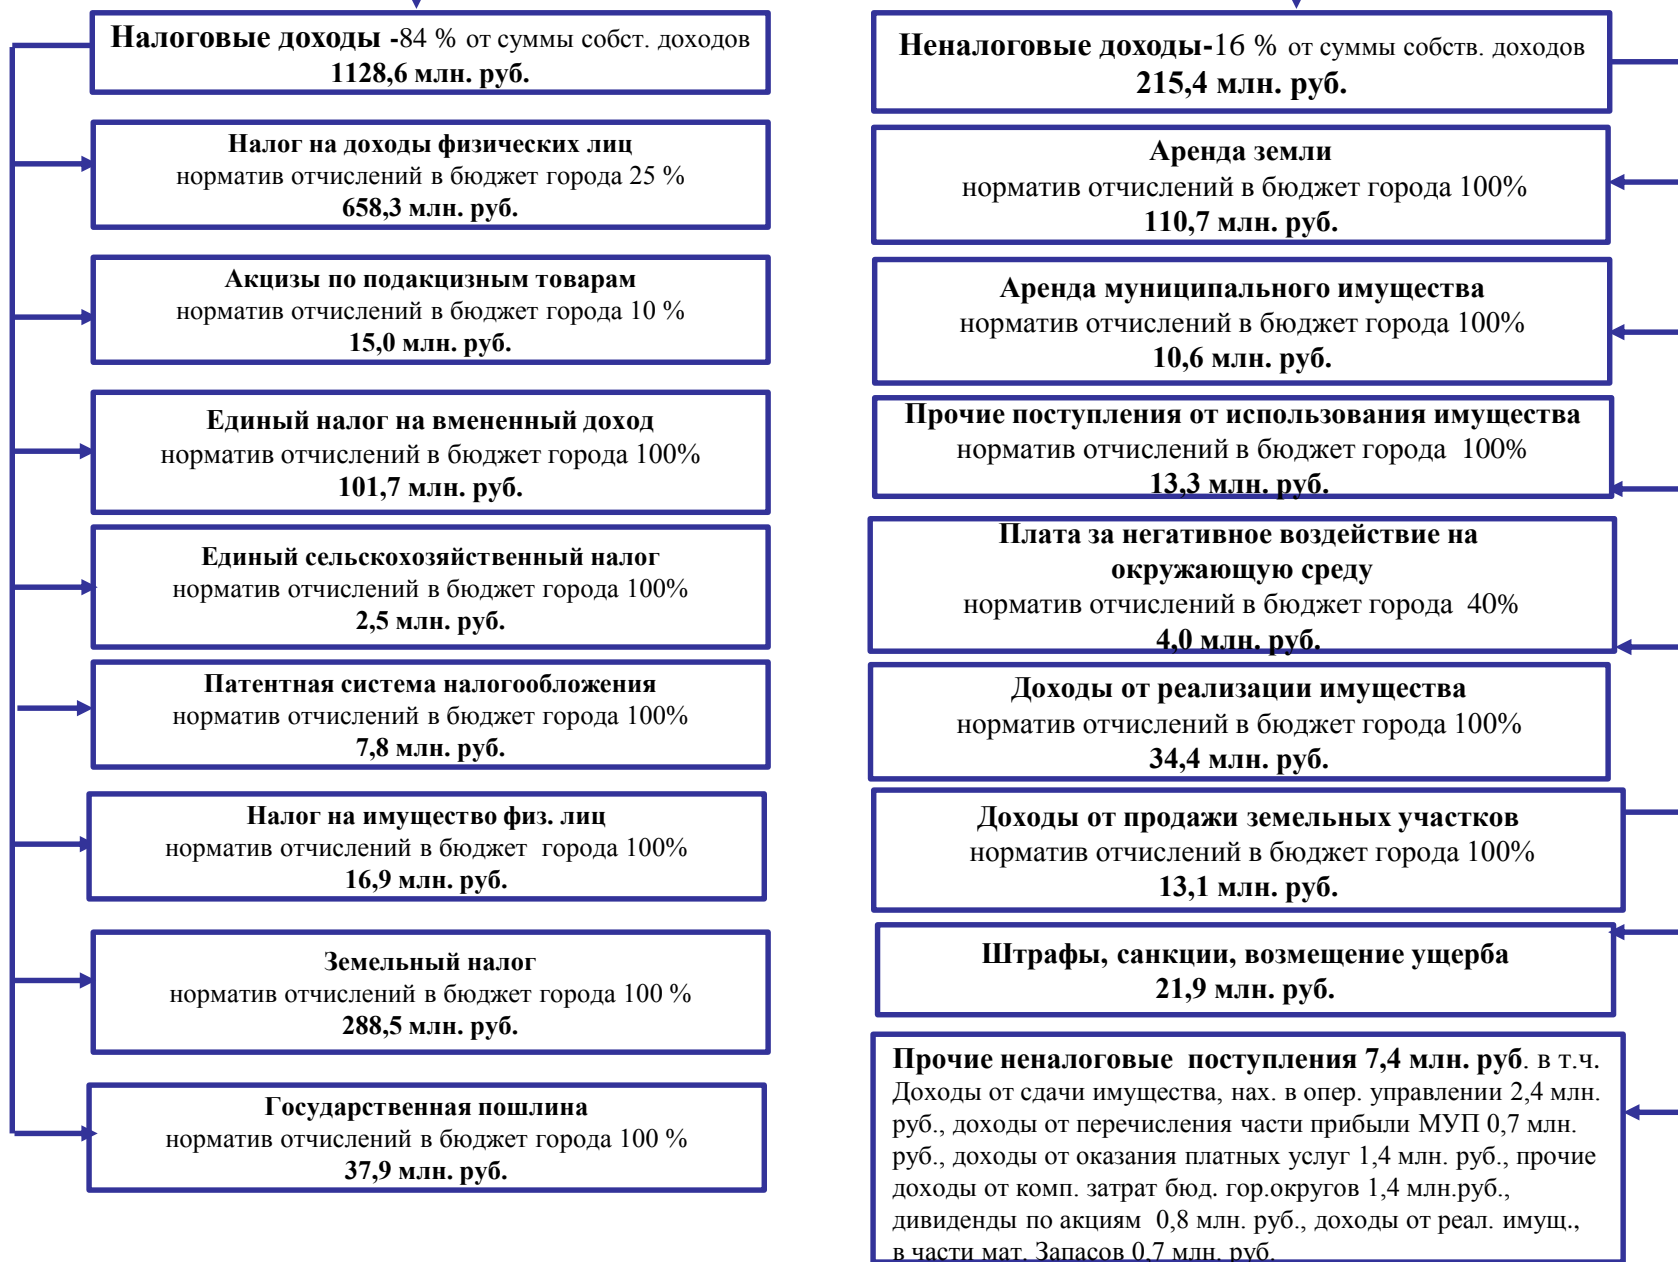 Налоговые доходы -84 % от суммы собст. доходов
1128,6 млн. руб.
Налог на доходы физических лиц
норматив отчислений в бюджет города 25 %
658,3 млн. руб.
Акцизы по подакцизным товарам
норматив отчислений в бюджет города 10 %
15,0 млн. руб.
Единый налог на вмененный доход
норматив отчислений в бюджет города 100%
101,7 млн. руб.
Единый сельскохозяйственный налог
норматив отчислений в бюджет города 100%
2,5 млн. руб.
Патентная система налогообложения
норматив отчислений в бюджет города 100%
7,8 млн. руб.
Налог на имущество физ. лиц
норматив отчислений в бюджет города 100%
16,9 млн. руб.
Земельный налог
норматив отчислений в бюджет города 100 %
288,5 млн. руб.
Государственная пошлина
норматив отчислений в бюджет города 100 %
37,9 млн. руб.
Неналоговые доходы-16 % от суммы собств. доходов
215,4 млн. руб.
Аренда земли
норматив отчислений в бюджет города 100%
110,7 млн. руб.
Аренда муниципального имущества
норматив отчислений в бюджет города 100%
10,6 млн. руб.
Прочие поступления от использования имущества
норматив отчислений в бюджет города 100%
13,3 млн. руб.
Плата за негативное воздействие на
окружающую среду
норматив отчислений в бюджет города 40%
4,0 млн. руб.
Доходы от реализации имущества
норматив отчислений в бюджет города 100%
34,4 млн. руб.
Доходы от продажи земельных участков
норматив отчислений в бюджет города 100%
13,1 млн. руб.
Штрафы, санкции, возмещение ущерба
21,9 млн. руб.
Прочие неналоговые поступления 7,4 млн. руб. в т.ч.
Доходы от сдачи имущества, нах. в опер. управлении 2,4 млн.
руб., доходы от перечисления части прибыли МУП 0,7 млн.
руб., доходы от оказания платных услуг 1,4 млн. руб., прочие
доходы от комп. затрат бюд. гор.округов 1,4 млн.руб.,
дивиденды по акциям 0,8 млн. руб., доходы от реал. имущ.,
в части мат. Запасов 0,7 млн. руб.